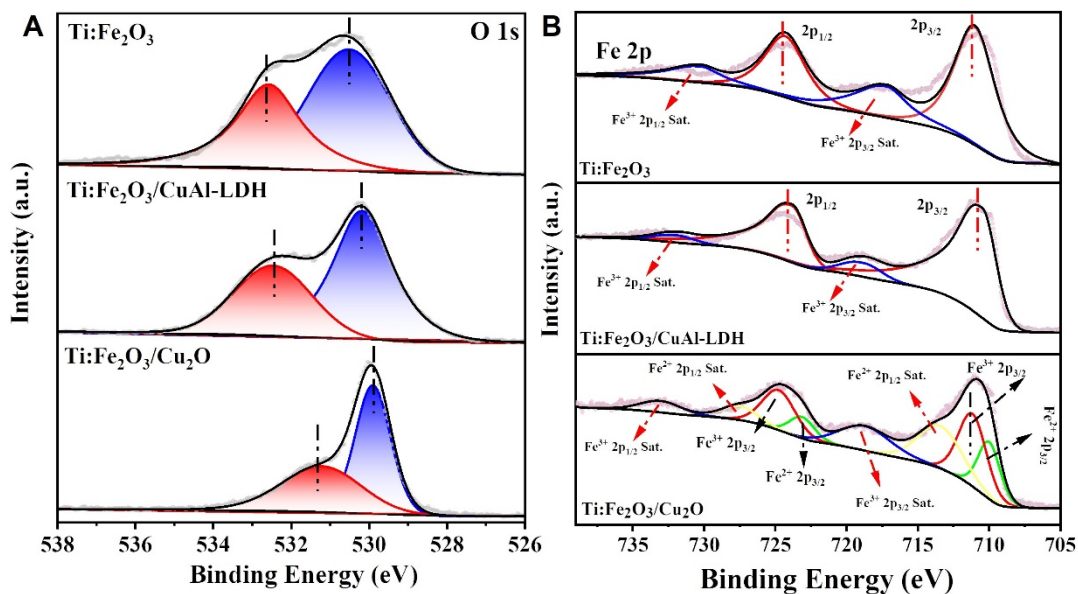 A
Ti:Fe₂O₃
O 1s
Ti:Fe₂O₃/CuAl-LDH
Ti:Fe₂O₃/Cu₂O
Intensity (a.u.)
538 536 534 532 530 528 526
Binding Energy (eV)
B
Fe 2p
2p₁/₂
2p₃/₂
Fe³⁺ 2p₁/₂ Sat.
Fe³⁺ 2p₃/₂ Sat.
Ti:Fe₂O₃
2p₁/₂
2p₃/₂
Fe³⁺ 2p₁/₂ Sat.
Fe³⁺ 2p₃/₂ Sat.
Ti:Fe₂O₃/CuAl-LDH
Fe²⁺ 2p₁/₂ Sat.
Fe²⁺ 2p₁/₂ Sat.
Fe³⁺ 2p₃/₂
Fe²⁺ 2p₃/₂
Fe³⁺ 2p₁/₂ Sat.
Fe³⁺ 2p₃/₂
Fe²⁺ 2p₃/₂
Fe³⁺ 2p₃/₂ Sat.
Ti:Fe₂O₃/Cu₂O
Intensity (a.u.)
735 730 725 720 715 710 705
Binding Energy (eV)